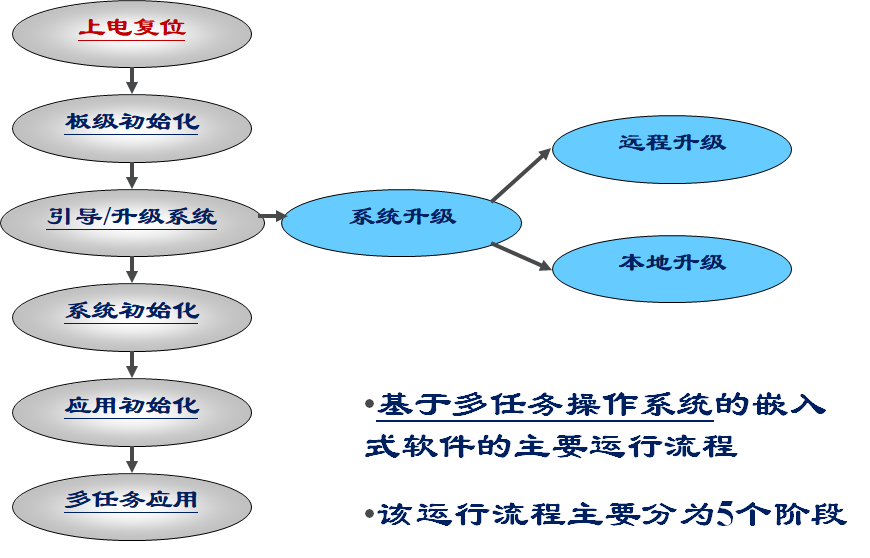 上电复位
板级初始化
引导/升级系统
系统初始化
应用初始化
多任务应用
系统升级
远程升级
本地升级
•基于多任务操作系统的嵌入
式软件的主要运行流程
•该运行流程主要分为5个阶段